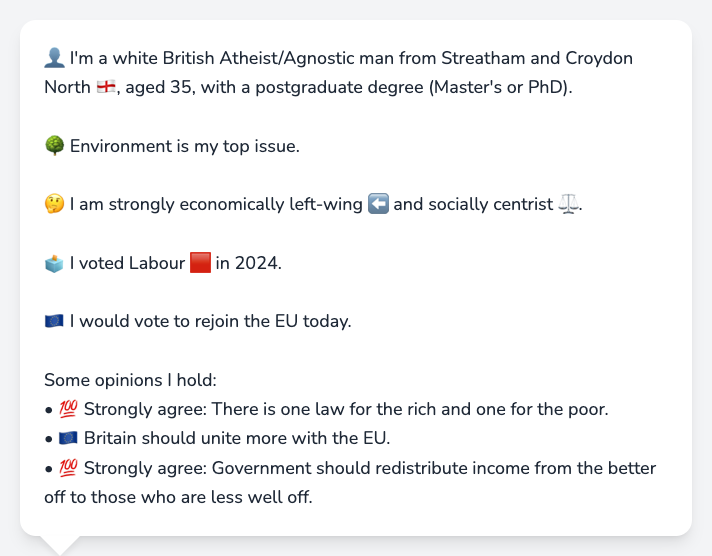 👤 I'm a white British Atheist/Agnostic man from Streatham and Croydon
North 🏴󠁧󠁢󠁥󠁮󠁧󠁿, aged 35, with a postgraduate degree (Master's or PhD).
🌳 Environment is my top issue.
🤔 I am strongly economically left-wing ⬅️ and socially centrist ⚖️.
🗳️ I voted Labour 🟥 in 2024.
🇪🇺 I would vote to rejoin the EU today.
Some opinions I hold:
• 💯 Strongly agree: There is one law for the rich and one for the poor.
• 🇪🇺 Britain should unite more with the EU.
• 💯 Strongly agree: Government should redistribute income from the better
off to those who are less well off.